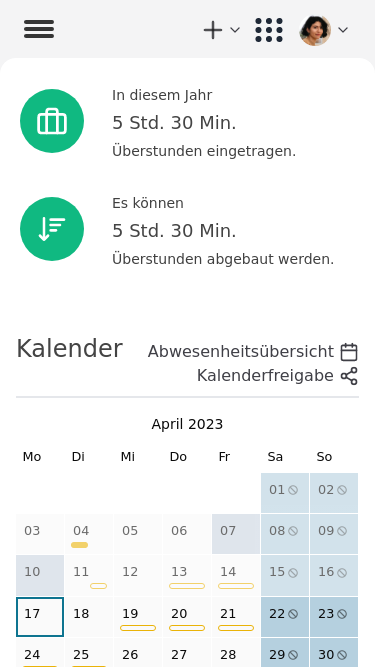 In diesem Jahr
5 Std. 30 Min.
Überstunden eingetragen.
Es können
5 Std. 30 Min.
Überstunden abgebaut werden.
Kalender
Abwesenheitsübersicht
Kalenderfreigabe
April 2023
Mo Di Mi Do Fr Sa So
01 02
03 04 05 06 07 08 09
10 11 12 13 14 15 16
17 18 19 20 21 22 23
24 25 26 27 28 29 30